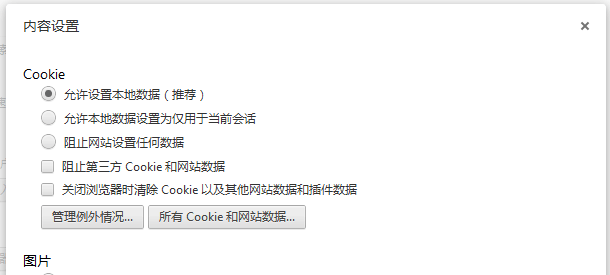 内容设置
Cookie
允许设置本地数据（推荐）
允许本地数据设置为仅用于当前会话
阻止网站设置任何数据
阻止第三方 Cookie 和网站数据
关闭浏览器时清除 Cookie 以及其他网站数据和插件数据
管理例外情况... 所有 Cookie 和网站数据...
图片